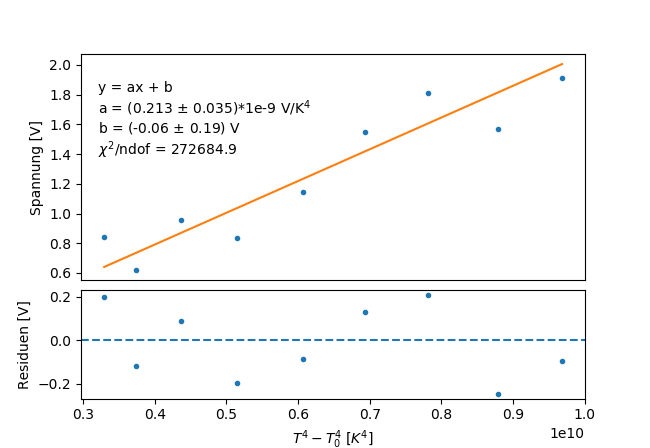 2.0
1.8
1.6
1.4
1.2
1.0
0.8
0.6
Spannung [V]
y = ax + b
a = (0.213 ± 0.035)*1e-9 V/K⁴
b = (-0.06 ± 0.19) V
χ²/ndof = 272684.9
0.2
0.0
−0.2
Residuen [V]
0.3 0.4 0.5 0.6 0.7 0.8 0.9 1.0
1e10
T⁴ − T₀⁴ [K⁴]